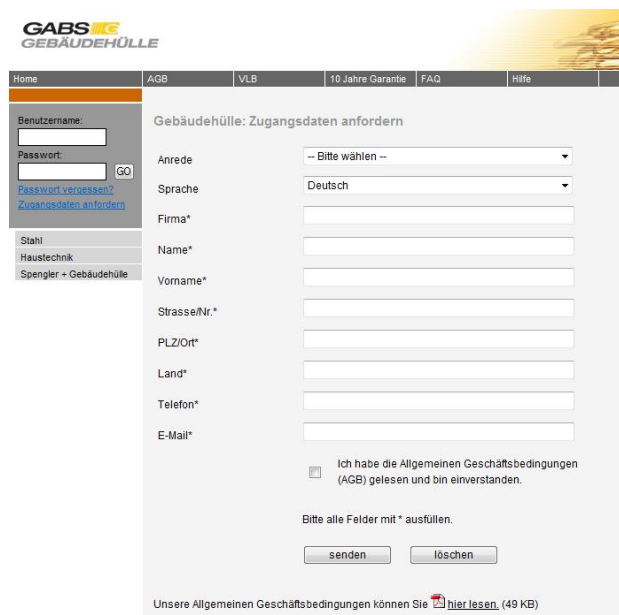 GABS G
GEBÄUDEHÜLLE
Home AGB VLB 10 Jahre Garantie FAQ Hilfe
Benutzername:
Passwort:
GO
Passwort vergessen?
Zugangsdaten anfordern
Stahl
Haustechnik
Spengler + Gebäudehülle
Gebäudehülle: Zugangsdaten anfordern
Anrede -- Bitte wählen --
Sprache Deutsch
Firma*
Name*
Vorname*
Strasse/Nr.*
PLZ/Ort*
Land*
Telefon*
E-Mail*
Ich habe die Allgemeinen Geschäftsbedingungen
(AGB) gelesen und bin einverstanden.
Bitte alle Felder mit * ausfüllen.
senden löschen
Unsere Allgemeinen Geschäftsbedingungen können Sie hier lesen. (49 KB)